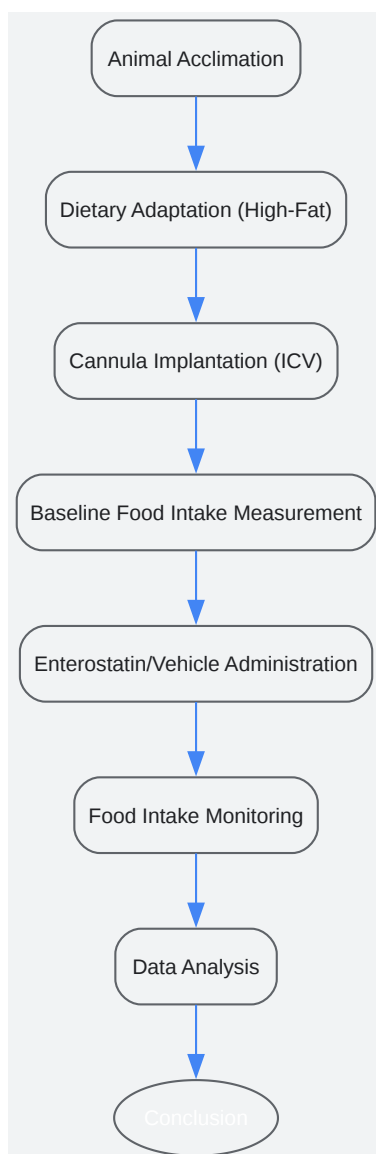 Animal Acclimation
Dietary Adaptation (High-Fat)
Cannula Implantation (ICV)
Baseline Food Intake Measurement
Enterostatin/Vehicle Administration
Food Intake Monitoring
Data Analysis
Conclusion